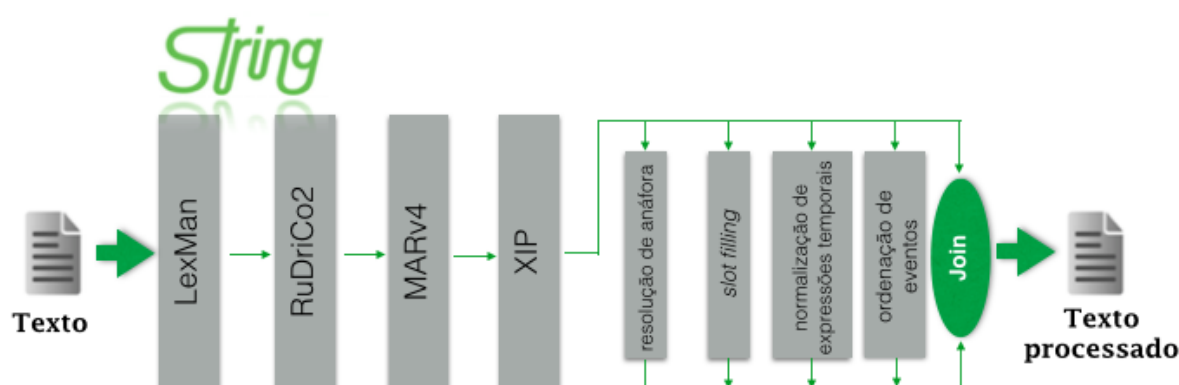 String
Texto
LexMan
RuDriCo2
MARv4
XIP
resolução de anáfora
slot filling
normalização de
expressões temporais
ordenação de
eventos
Join
Texto
processado